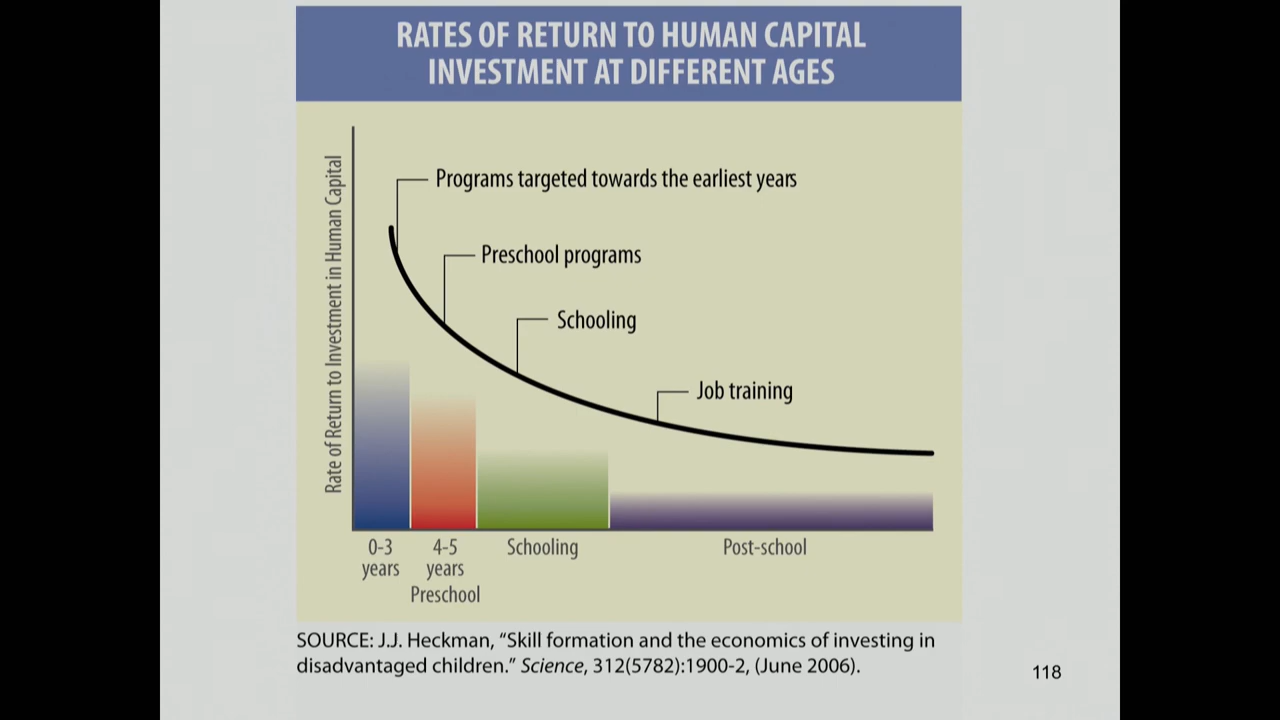 RATES OF RETURN TO HUMAN CAPITAL
INVESTMENT AT DIFFERENT AGES
Rate of Return to Investment in Human Capital
Programs targeted towards the earliest years
Preschool programs
Schooling
Job training
0-3
years
4-5
years
Preschool
Schooling
Post-school
SOURCE: J.J. Heckman, “Skill formation and the economics of investing in
disadvantaged children.” Science, 312(5782):1900-2, (June 2006).
118